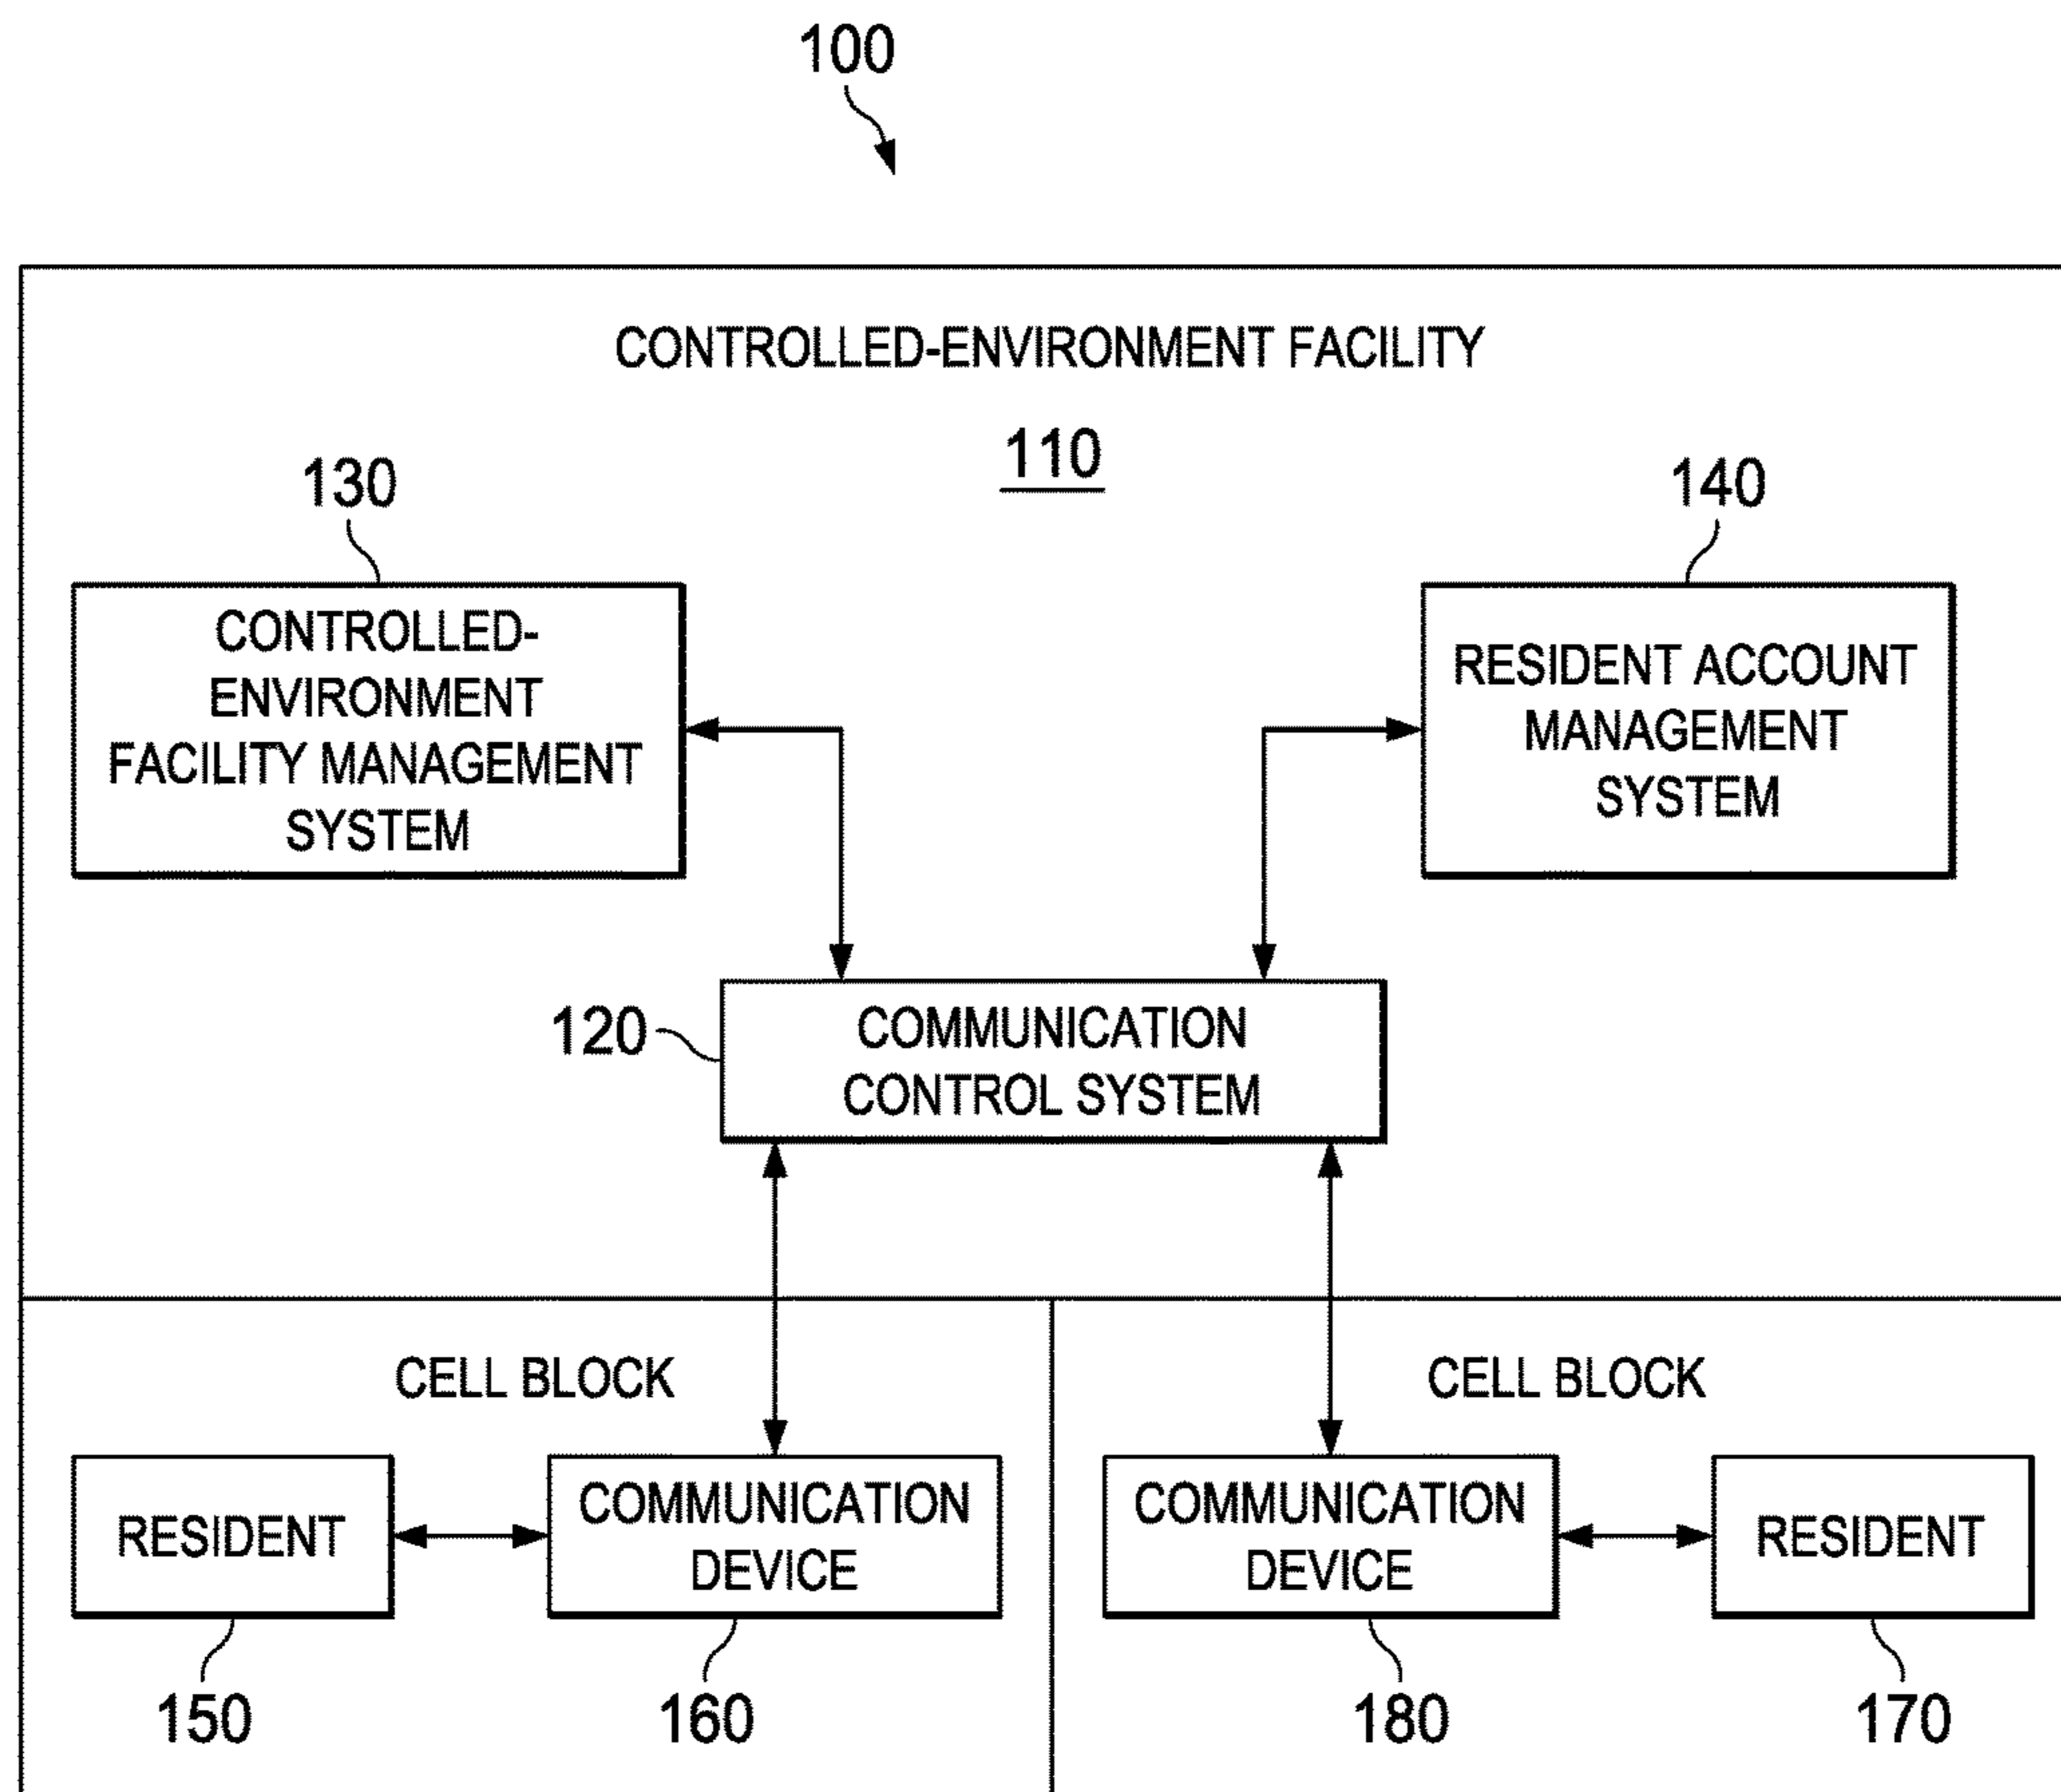 100
CONTROLLED-ENVIRONMENT FACILITY
110
130
140
CONTROLLED-
ENVIRONMENT
FACILITY MANAGEMENT
SYSTEM
RESIDENT ACCOUNT
MANAGEMENT
SYSTEM
120
COMMUNICATION
CONTROL SYSTEM
CELL BLOCK
CELL BLOCK
RESIDENT
COMMUNICATION
DEVICE
COMMUNICATION
DEVICE
RESIDENT
150
160
180
170